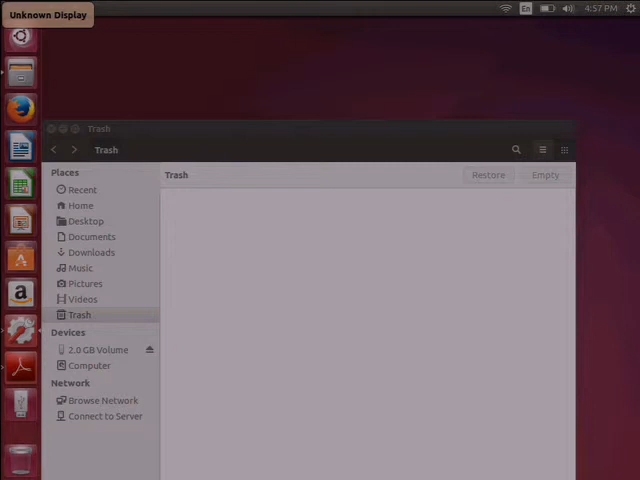 Unknown Display
En
4:57 PM
Trash
Trash
Places
Trash
Restore
Empty
Recent
Home
Desktop
Documents
Downloads
Music
Pictures
Videos
Trash
Devices
2.0 GB Volume
Computer
Network
Browse Network
Connect to Server